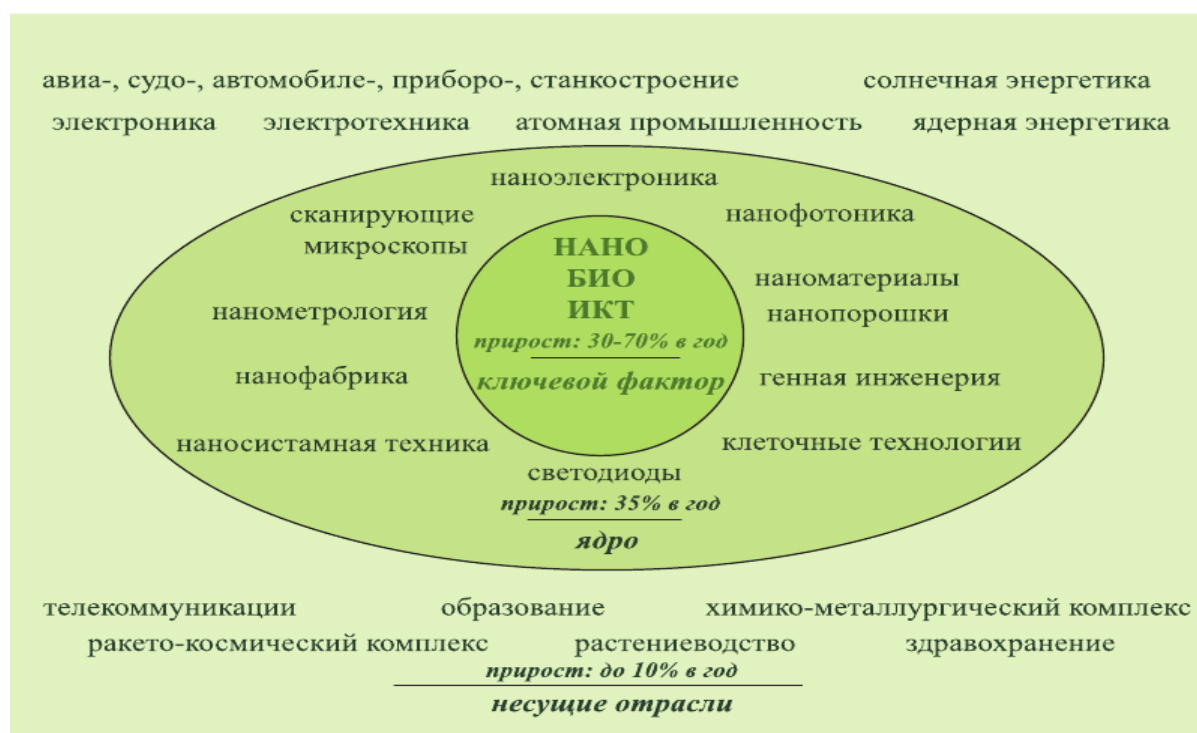 авиа-, судо-, автомобиле-, приборо-, станкостроение солнечная энергетика
электроника электротехника атомная промышленность ядерная энергетика
наноэлектроника
сканирующие
микроскопы
нанофотоника
НАНО
БИО
ИКТ
прирост: 30-70% в год
ключевой фактор
наноматериалы
нанопорошки
нанометрология
нанофабрика
генная инженерия
наносистамная техника
клеточные технологии
светодиоды
прирост: 35% в год
ядро
телекоммуникации образование химико-металлургический комплекс
ракето-космический комплекс растениеводство здравохранение
прирост: до 10% в год
несущие отрасли